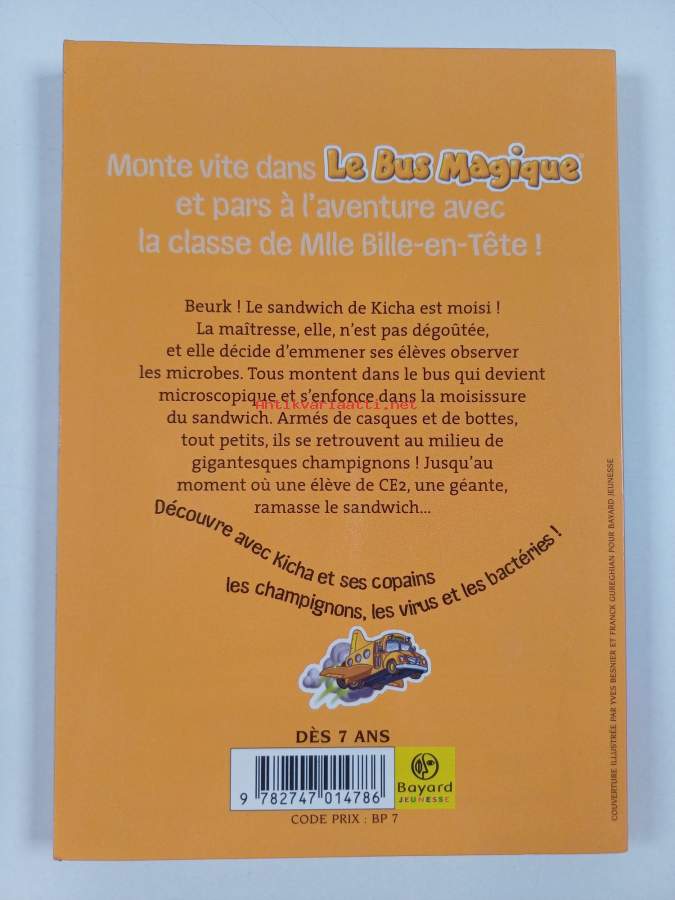 Monte vite dans Le Bus Magique®
et pars à l'aventure avec
la classe de Mlle Bille-en-Tête !
Beurk ! Le sandwich de Kicha est moisi !
La maîtresse, elle, n'est pas dégoûtée,
et elle décide d'emmener ses élèves observer
les microbes. Tous montent dans le bus qui devient
microscopique et s'enfonce dans la moisissure
Antikvariaatti.net
du sandwich. Armés de casques et de bottes,
tout petits, ils se retrouvent au milieu de
gigantesques champignons ! Jusqu'au
moment où une élève de CE2, une géante,
ramasse le sandwich...
Découvre avec Kicha et ses copains
les champignons, les virus et les bactéries !
DÈS 7 ANS
9 782747 014786
Bayard
JEUNESSE
CODE PRIX : BP 7
COUVERTURE ILLUSTRÉE PAR YVES BESNIER ET FRANCK GUREGHIAN POUR BAYARD JEUNESSE